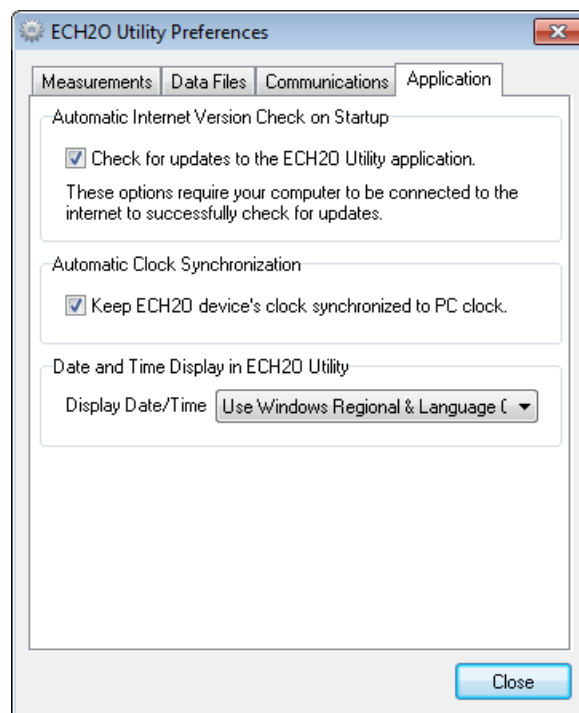 ECH2O Utility Preferences
Measurements Data Files Communications Application
Automatic Internet Version Check on Startup
Check for updates to the ECH2O Utility application.
These options require your computer to be connected to the
internet to successfully check for updates.
Automatic Clock Synchronization
Keep ECH2O device's clock synchronized to PC clock.
Date and Time Display in ECH2O Utility
Display Date/Time Use Windows Regional & Language (
Close